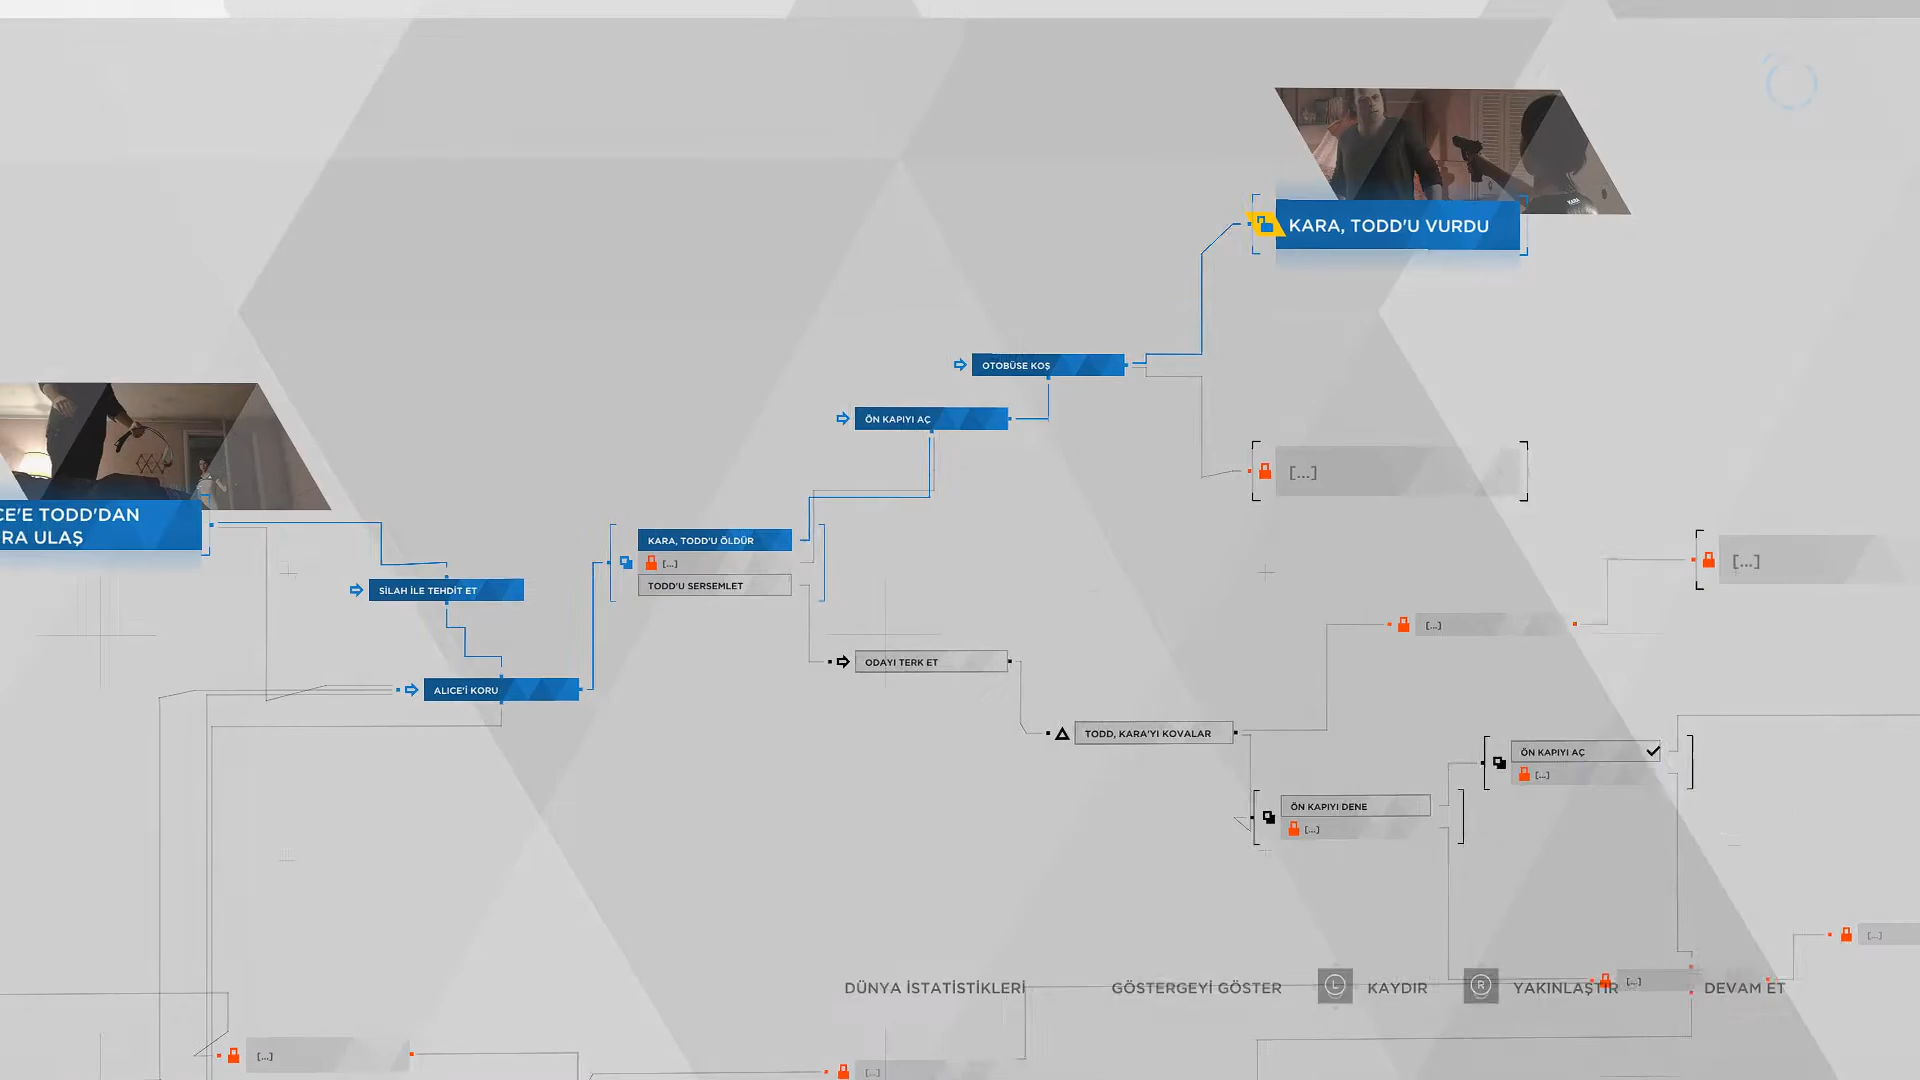 KARA, TODD'U VURDU
OTOBÜSE KOŞ
ÖN KAPIYI AÇ
[...]
CE'E TODD'DAN
RA ULAŞ
KARA, TODD'U ÖLDÜR
[...]
TODD'U SERSEMLET
[...]
SİLAH İLE TEHDİT ET
[...]
ODAYI TERK ET
ALICE'İ KORU
TODD, KARA'YI KOVALAR
ÖN KAPIYI AÇ
[...]
ÖN KAPIYI DENE
[...]
[...]
[...]
DÜNYA İSTATİSTİKLERİ
GÖSTERGEYİ GÖSTER
L KAYDIR
R YAKINLAŞTIR
DEVAM ET
[...]
[...]